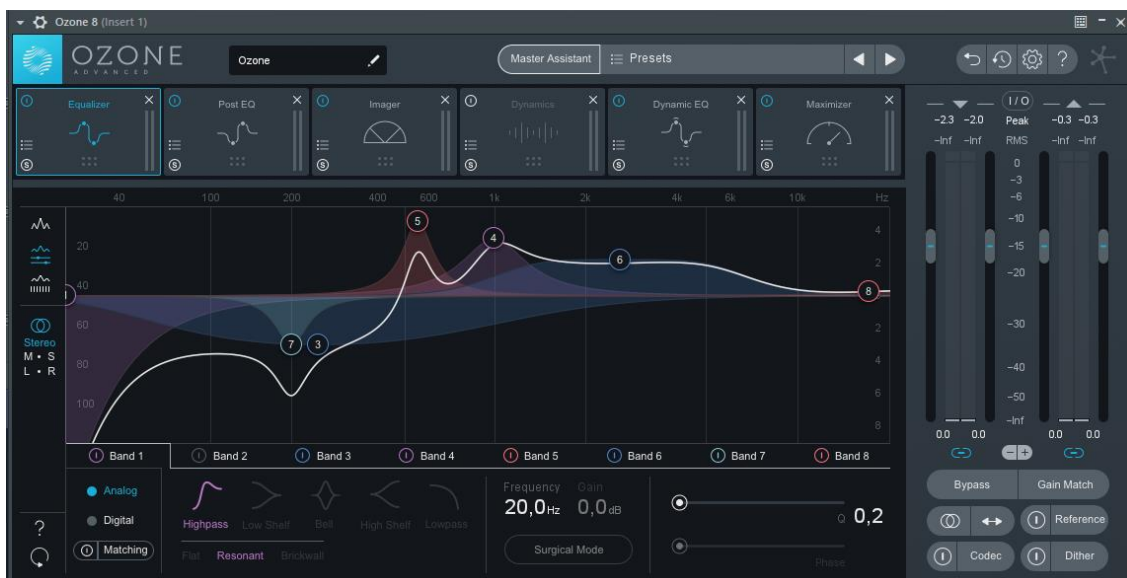 Ozone 8 (Insert 1)
OZONE
ADVANCED
Ozone
Master Assistant
Presets
?
I / O
Equalizer
Post EQ
Imager
Dynamics
Dynamic EQ
Maximizer
S
S
S
S
S
S
-2.3 -2.0 Peak -0.3 -0.3
-Inf -Inf RMS -Inf -Inf
0
-3
-6
-10
-15
-20
-30
-40
-50
-Inf
0.0 0.0 0.0 0.0
40 100 200 400 600 1k 2k 4k 6k 10k Hz
20
40
60
80
100
4
2
2
4
6
8
5
4
6
8
7
3
Stereo
M • S
L • R
Band 1
Band 2
Band 3
Band 4
Band 5
Band 6
Band 7
Band 8
Analog
Digital
Matching
Highpass
Low Shelf
Bell
High Shelf
Lowpass
Flat
Resonant
Brickwall
Frequency Gain
20,0 Hz 0,0 dB
Surgical Mode
Q 0,2
Phase
?
Bypass
Gain Match
Reference
Codec
Dither